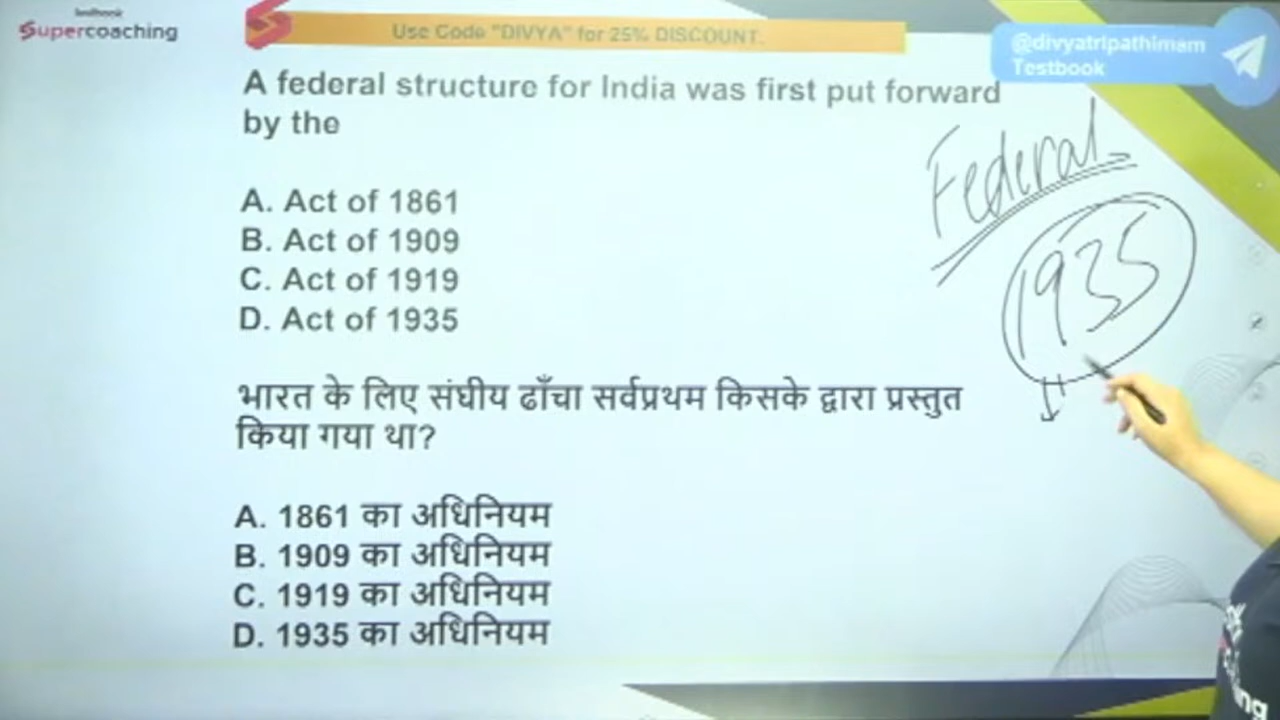 testbook
Supercoaching
Use Code "DIVYA" for 25% DISCOUNT.
@divyatripathimam
Testbook
A federal structure for India was first put forward
by the
A. Act of 1861
B. Act of 1909
C. Act of 1919
D. Act of 1935
Federal
1935
भारत के लिए संघीय ढाँचा सर्वप्रथम किसके द्वारा प्रस्तुत
किया गया था?
A. 1861 का अधिनियम
B. 1909 का अधिनियम
C. 1919 का अधिनियम
D. 1935 का अधिनियम